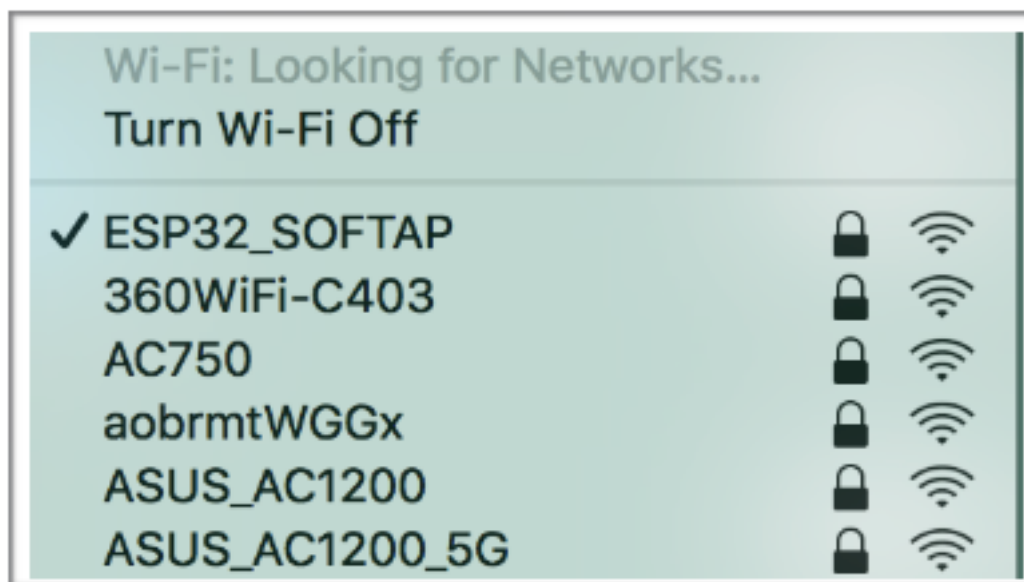 Wi-Fi: Looking for Networks...
Turn Wi-Fi Off
ESP32_SOFTAP
360WiFi-C403
AC750
aobrmtWGGx
ASUS_AC1200
ASUS_AC1200_5G